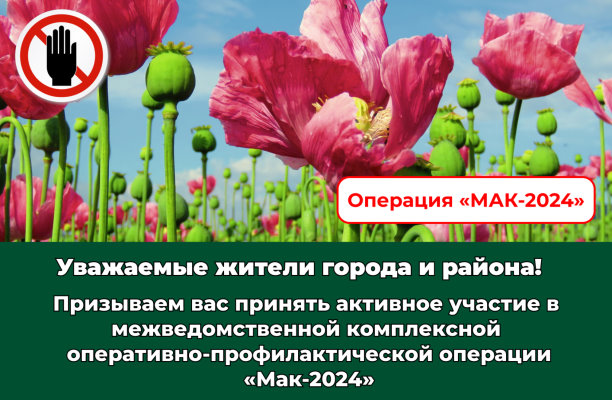 Операция «МАК-2024»
Уважаемые жители города и района!
Призываем вас принять активное участие в
межведомственной комплексной
оперативно-профилактической операции
«Мак-2024»